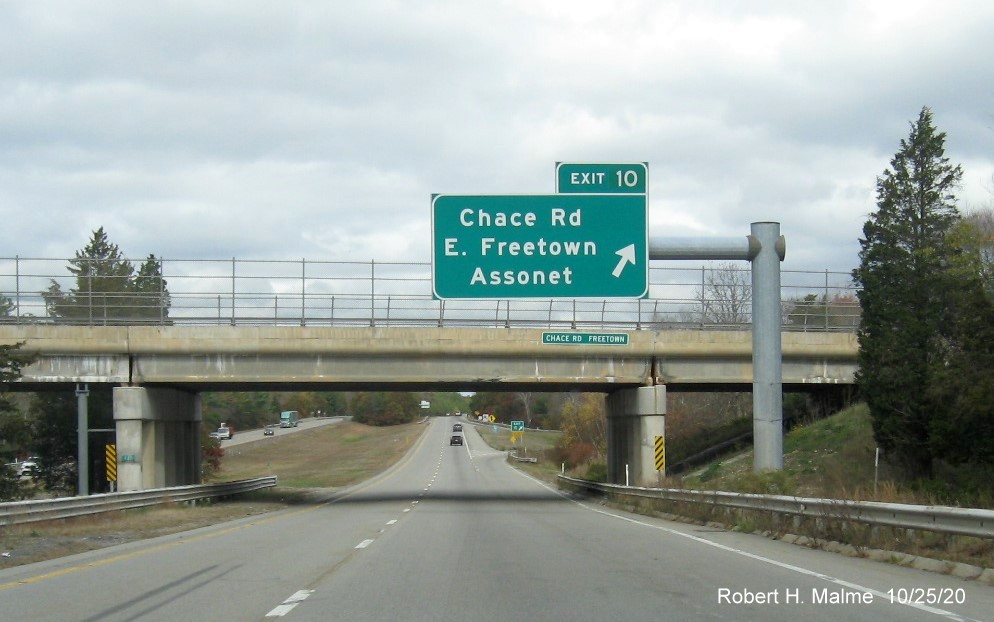 EXIT 10
Chace Rd
E. Freetown
Assonet
CHACE RD FREETOWN
Robert H. Malme 10/25/20